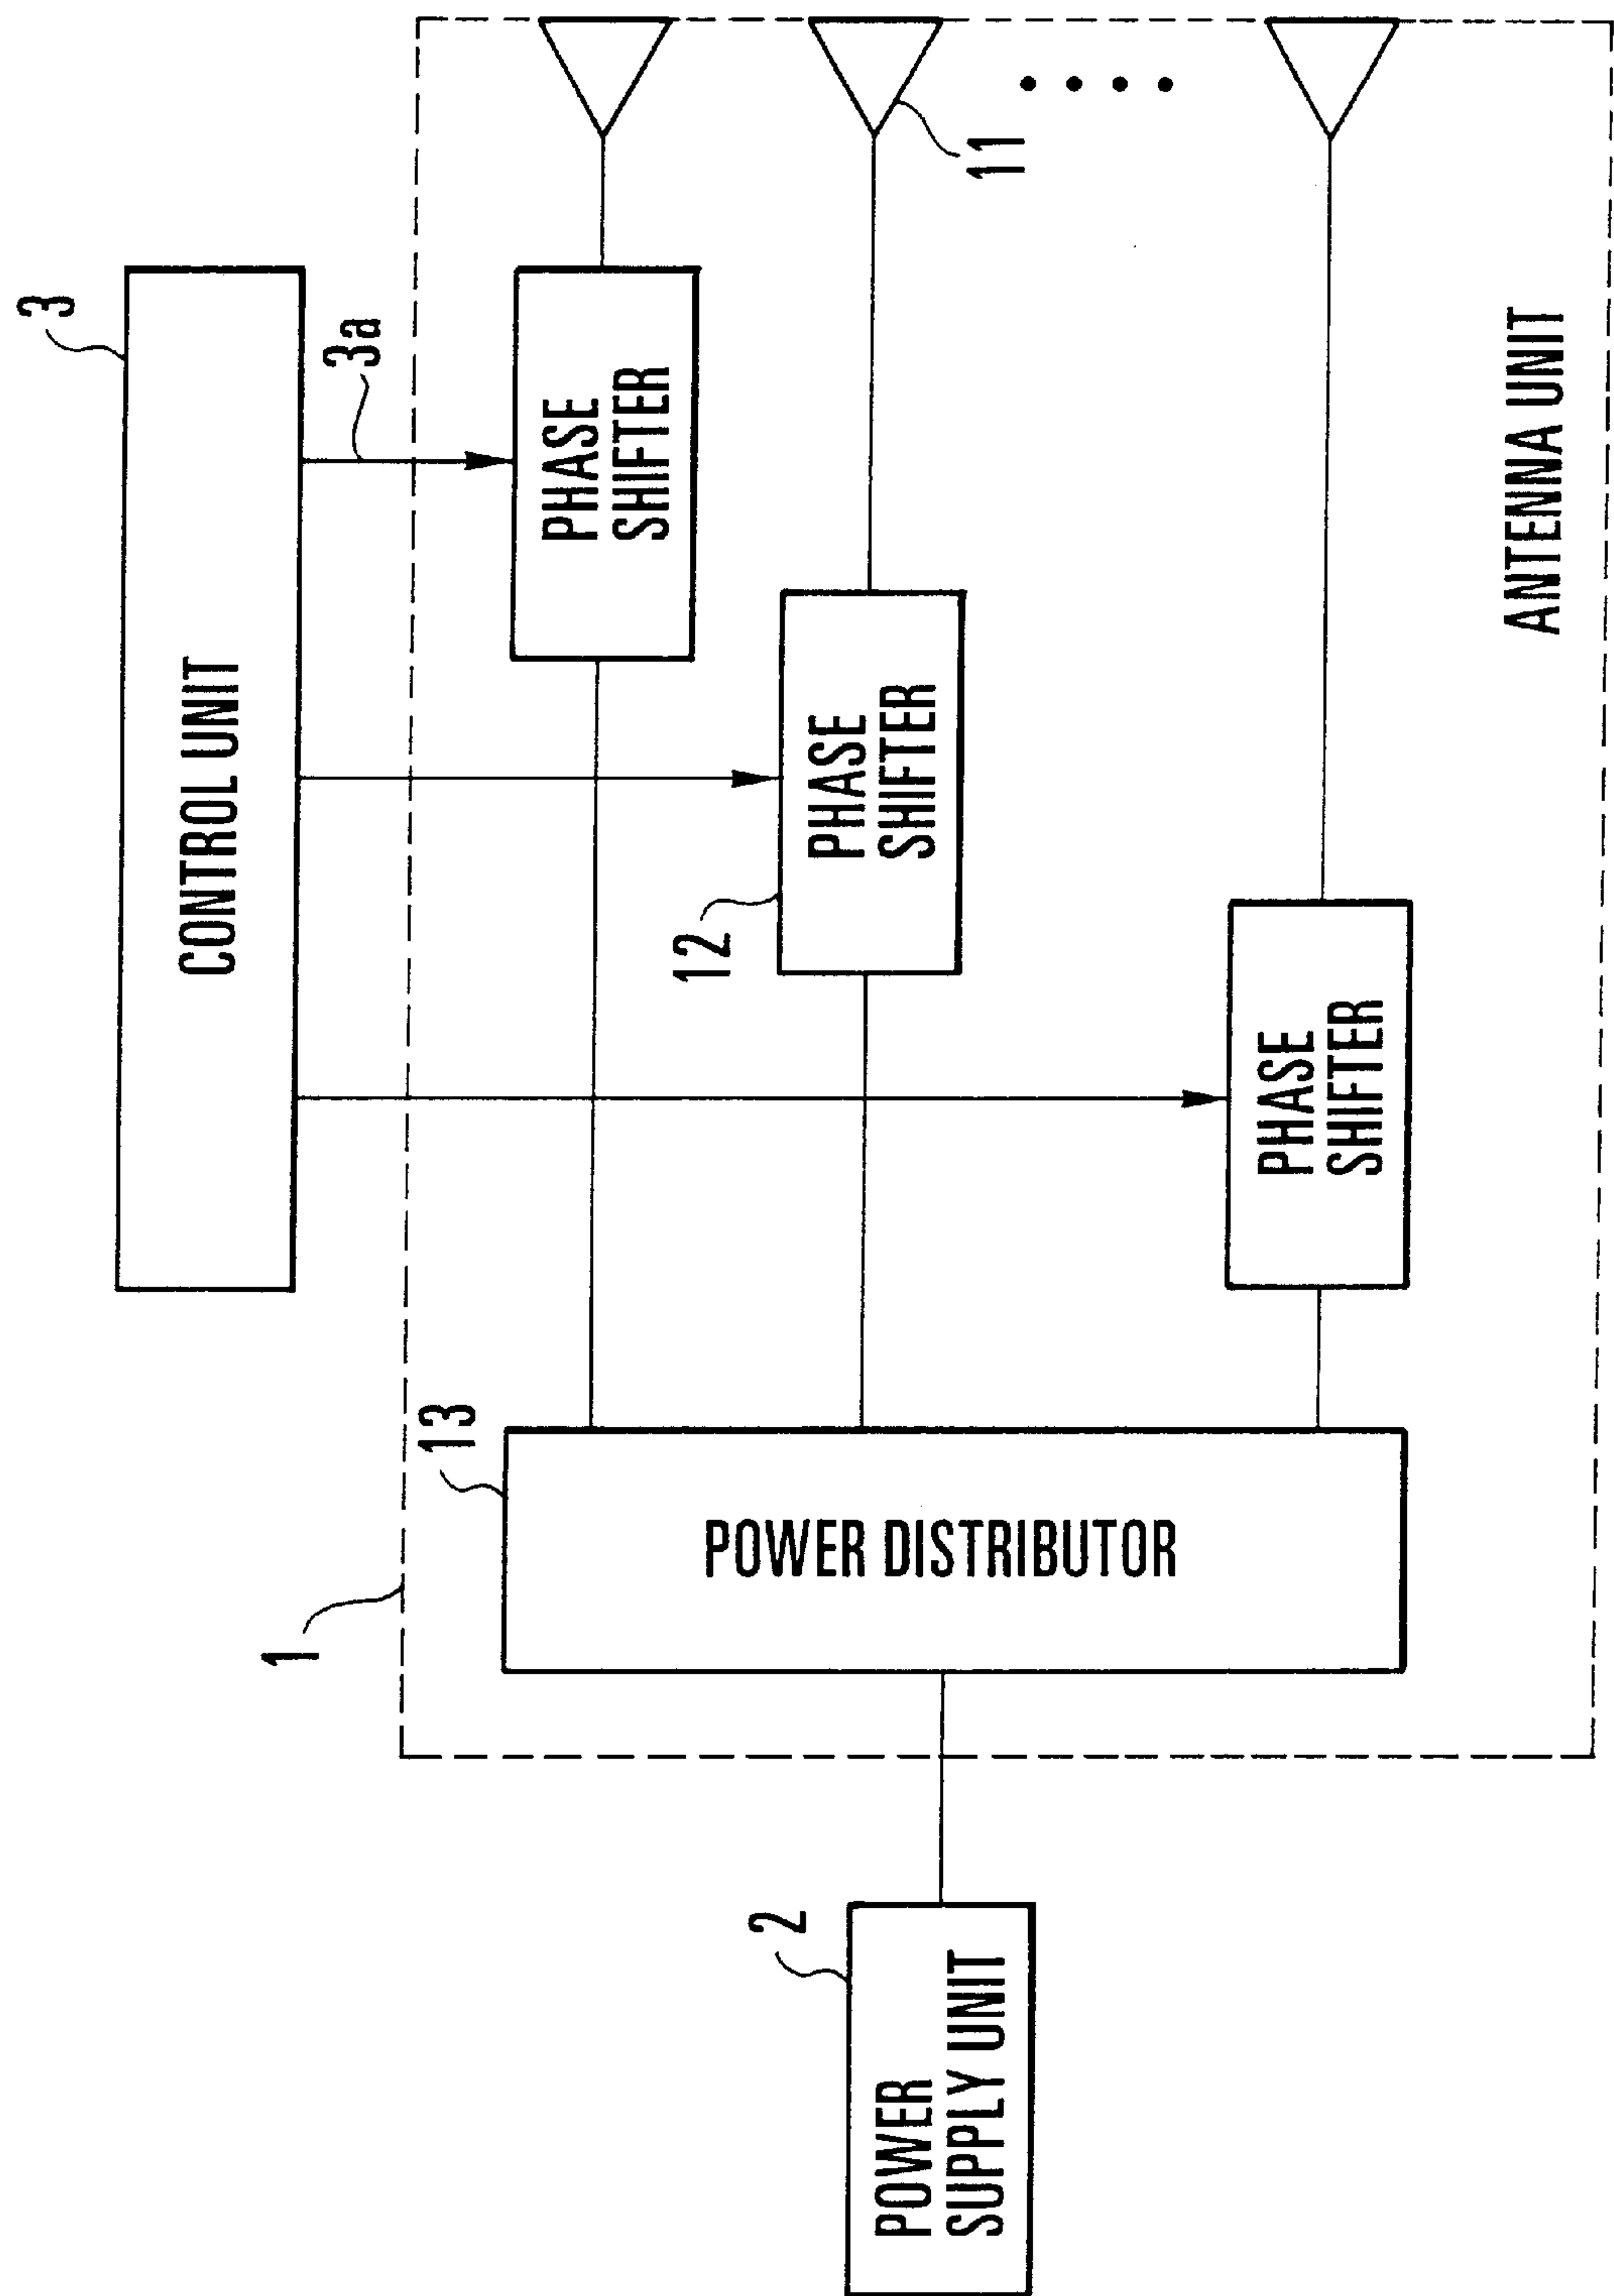 3
CONTROL UNIT
3a
PHASE
SHIFTER
11
12
PHASE
SHIFTER
PHASE
SHIFTER
13
POWER DISTRIBUTOR
1
2
POWER
SUPPLY UNIT
ANTENNA UNIT